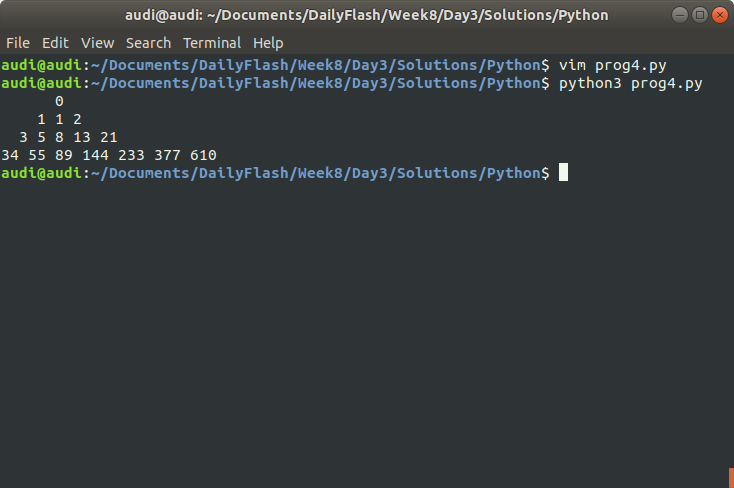 audi@audi: ~/Documents/DailyFlash/Week8/Day3/Solutions/Python
File Edit View Search Terminal Help
audi@audi:~/Documents/DailyFlash/Week8/Day3/Solutions/Python$ vim prog4.py
audi@audi:~/Documents/DailyFlash/Week8/Day3/Solutions/Python$ python3 prog4.py
      0
    1 1 2
  3 5 8 13 21
34 55 89 144 233 377 610
audi@audi:~/Documents/DailyFlash/Week8/Day3/Solutions/Python$